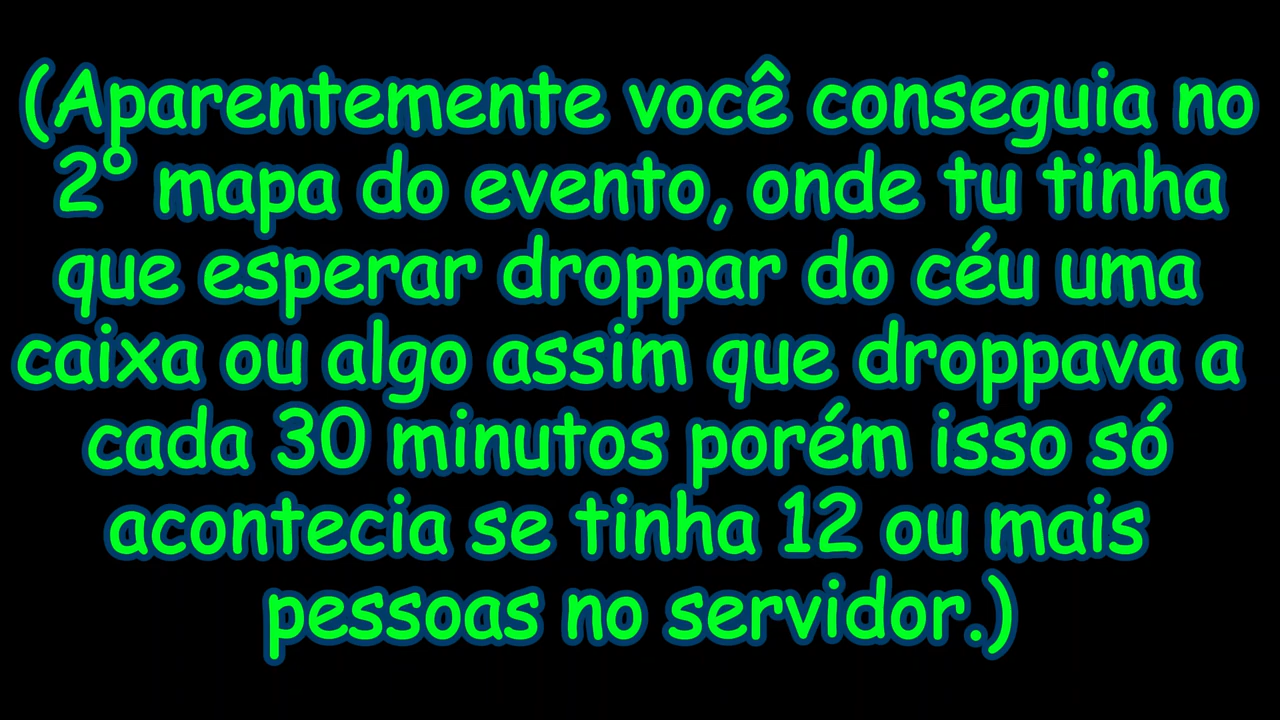 (Aparentemente você conseguia no
2° mapa do evento, onde tu tinha
que esperar droppar do céu uma
caixa ou algo assim que droppava a
cada 30 minutos porém isso só
acontecia se tinha 12 ou mais
pessoas no servidor.)